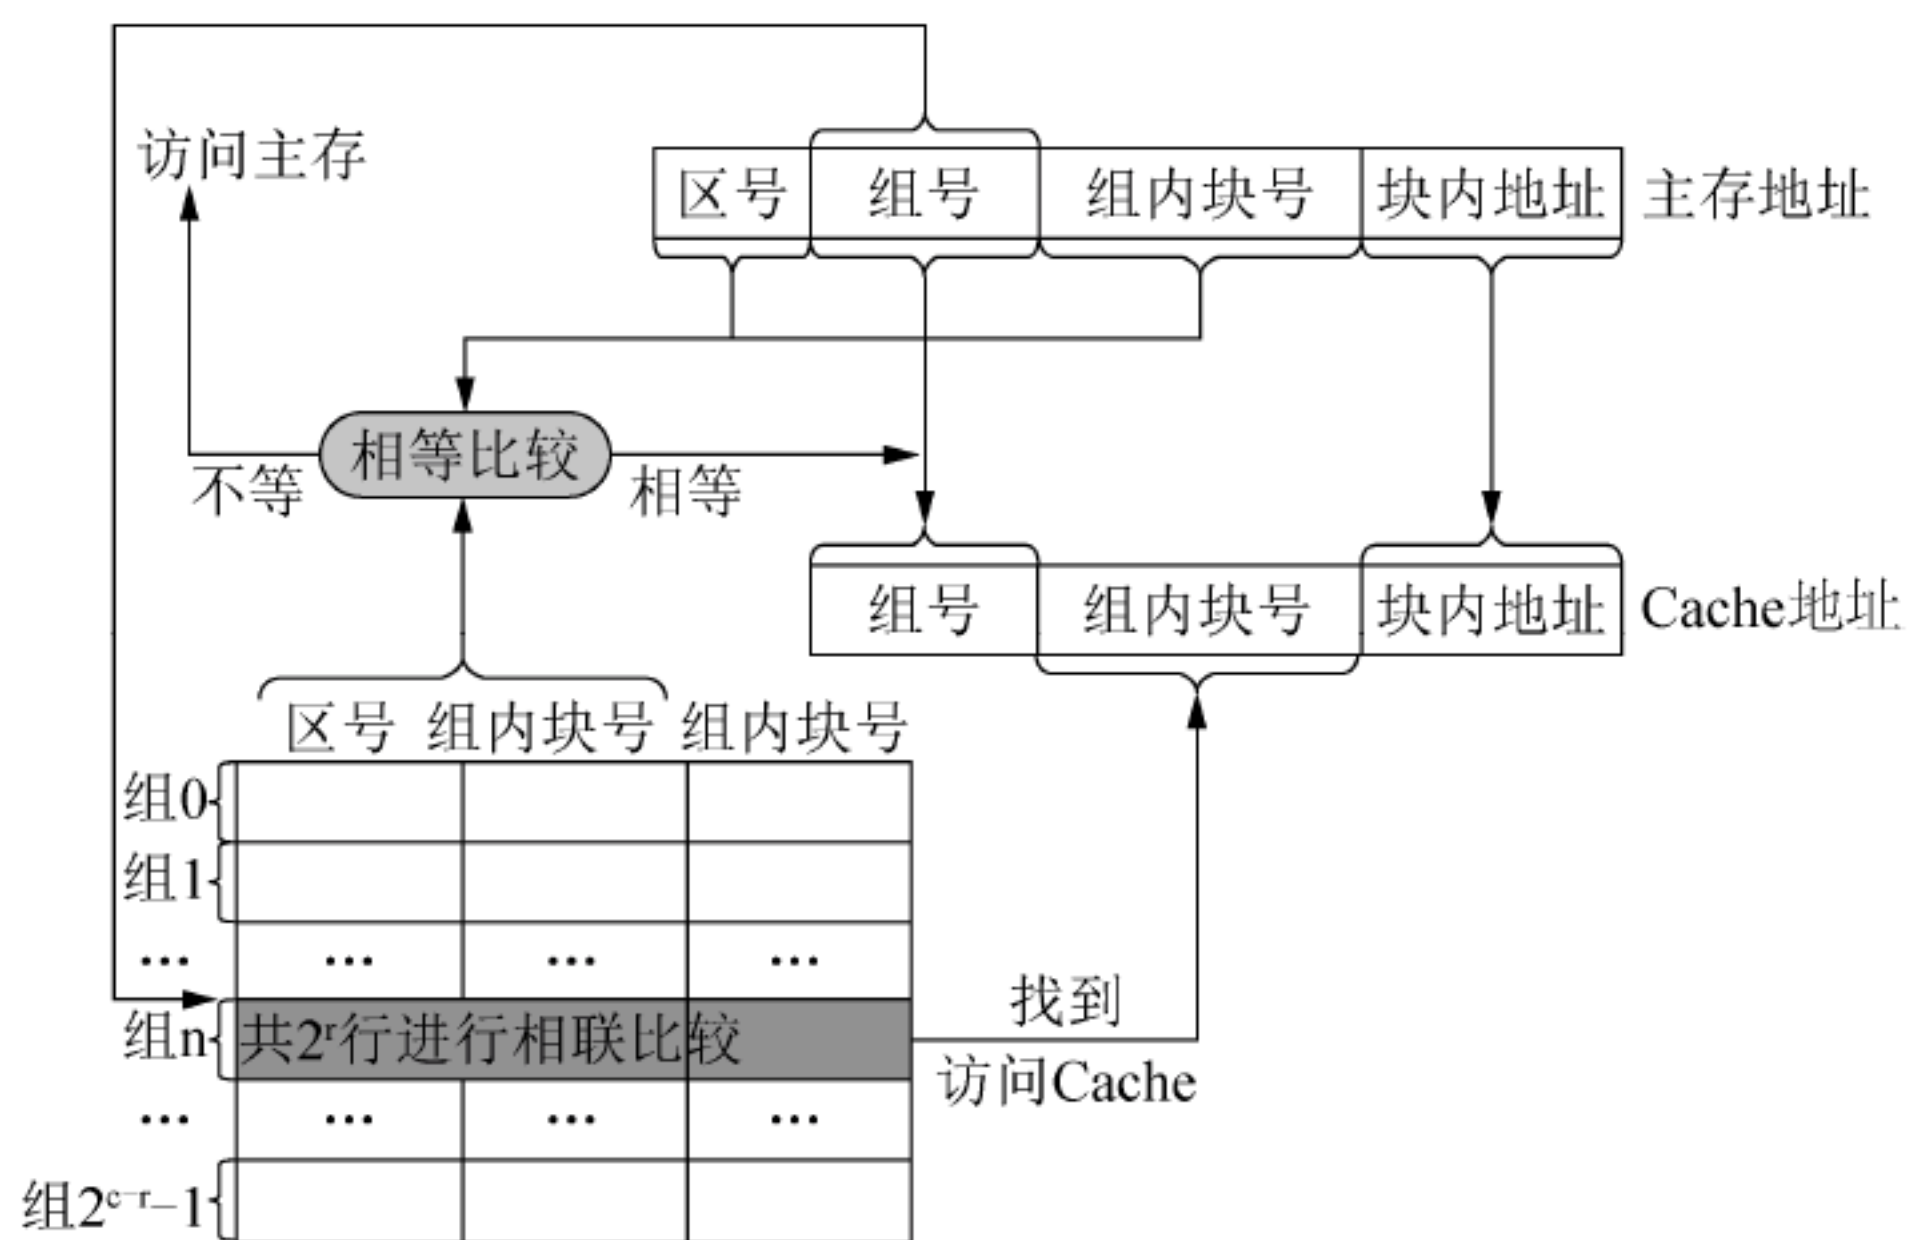 访问主存
区号 组号 组内块号 块内地址 主存地址
相等比较
不等 相等
组号 组内块号 块内地址 Cache地址
区号 组内块号 组内块号
组0
组1
… … … …
找到
组n 共2ʳ行进行相联比较
访问Cache
… … … …
组2ᶜ⁻ʳ–1